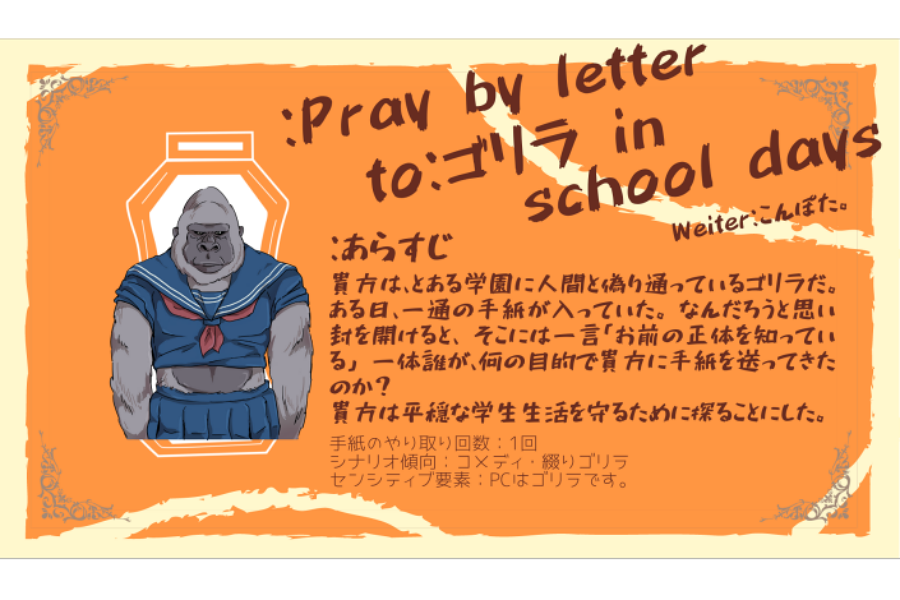 :Pray by letter
to:ゴリラ in
school days
Weiter:こんぼた。
:あらすじ
貴方は、とある学園に人間と偽り通っているゴリラだ。
ある日、一通の手紙が入っていた。なんだろうと思い
封を開けると、そこには一言「お前の正体を知ってい
る」一体誰が、何の目的で貴方に手紙を送ってきた
のか?
貴方は平穏な学生生活を守るために探ることにした。
手紙のやり取り回数:1回
シナリオ傾向:コメディ・綴りゴリラ
センシティブ要素:PCはゴリラです。